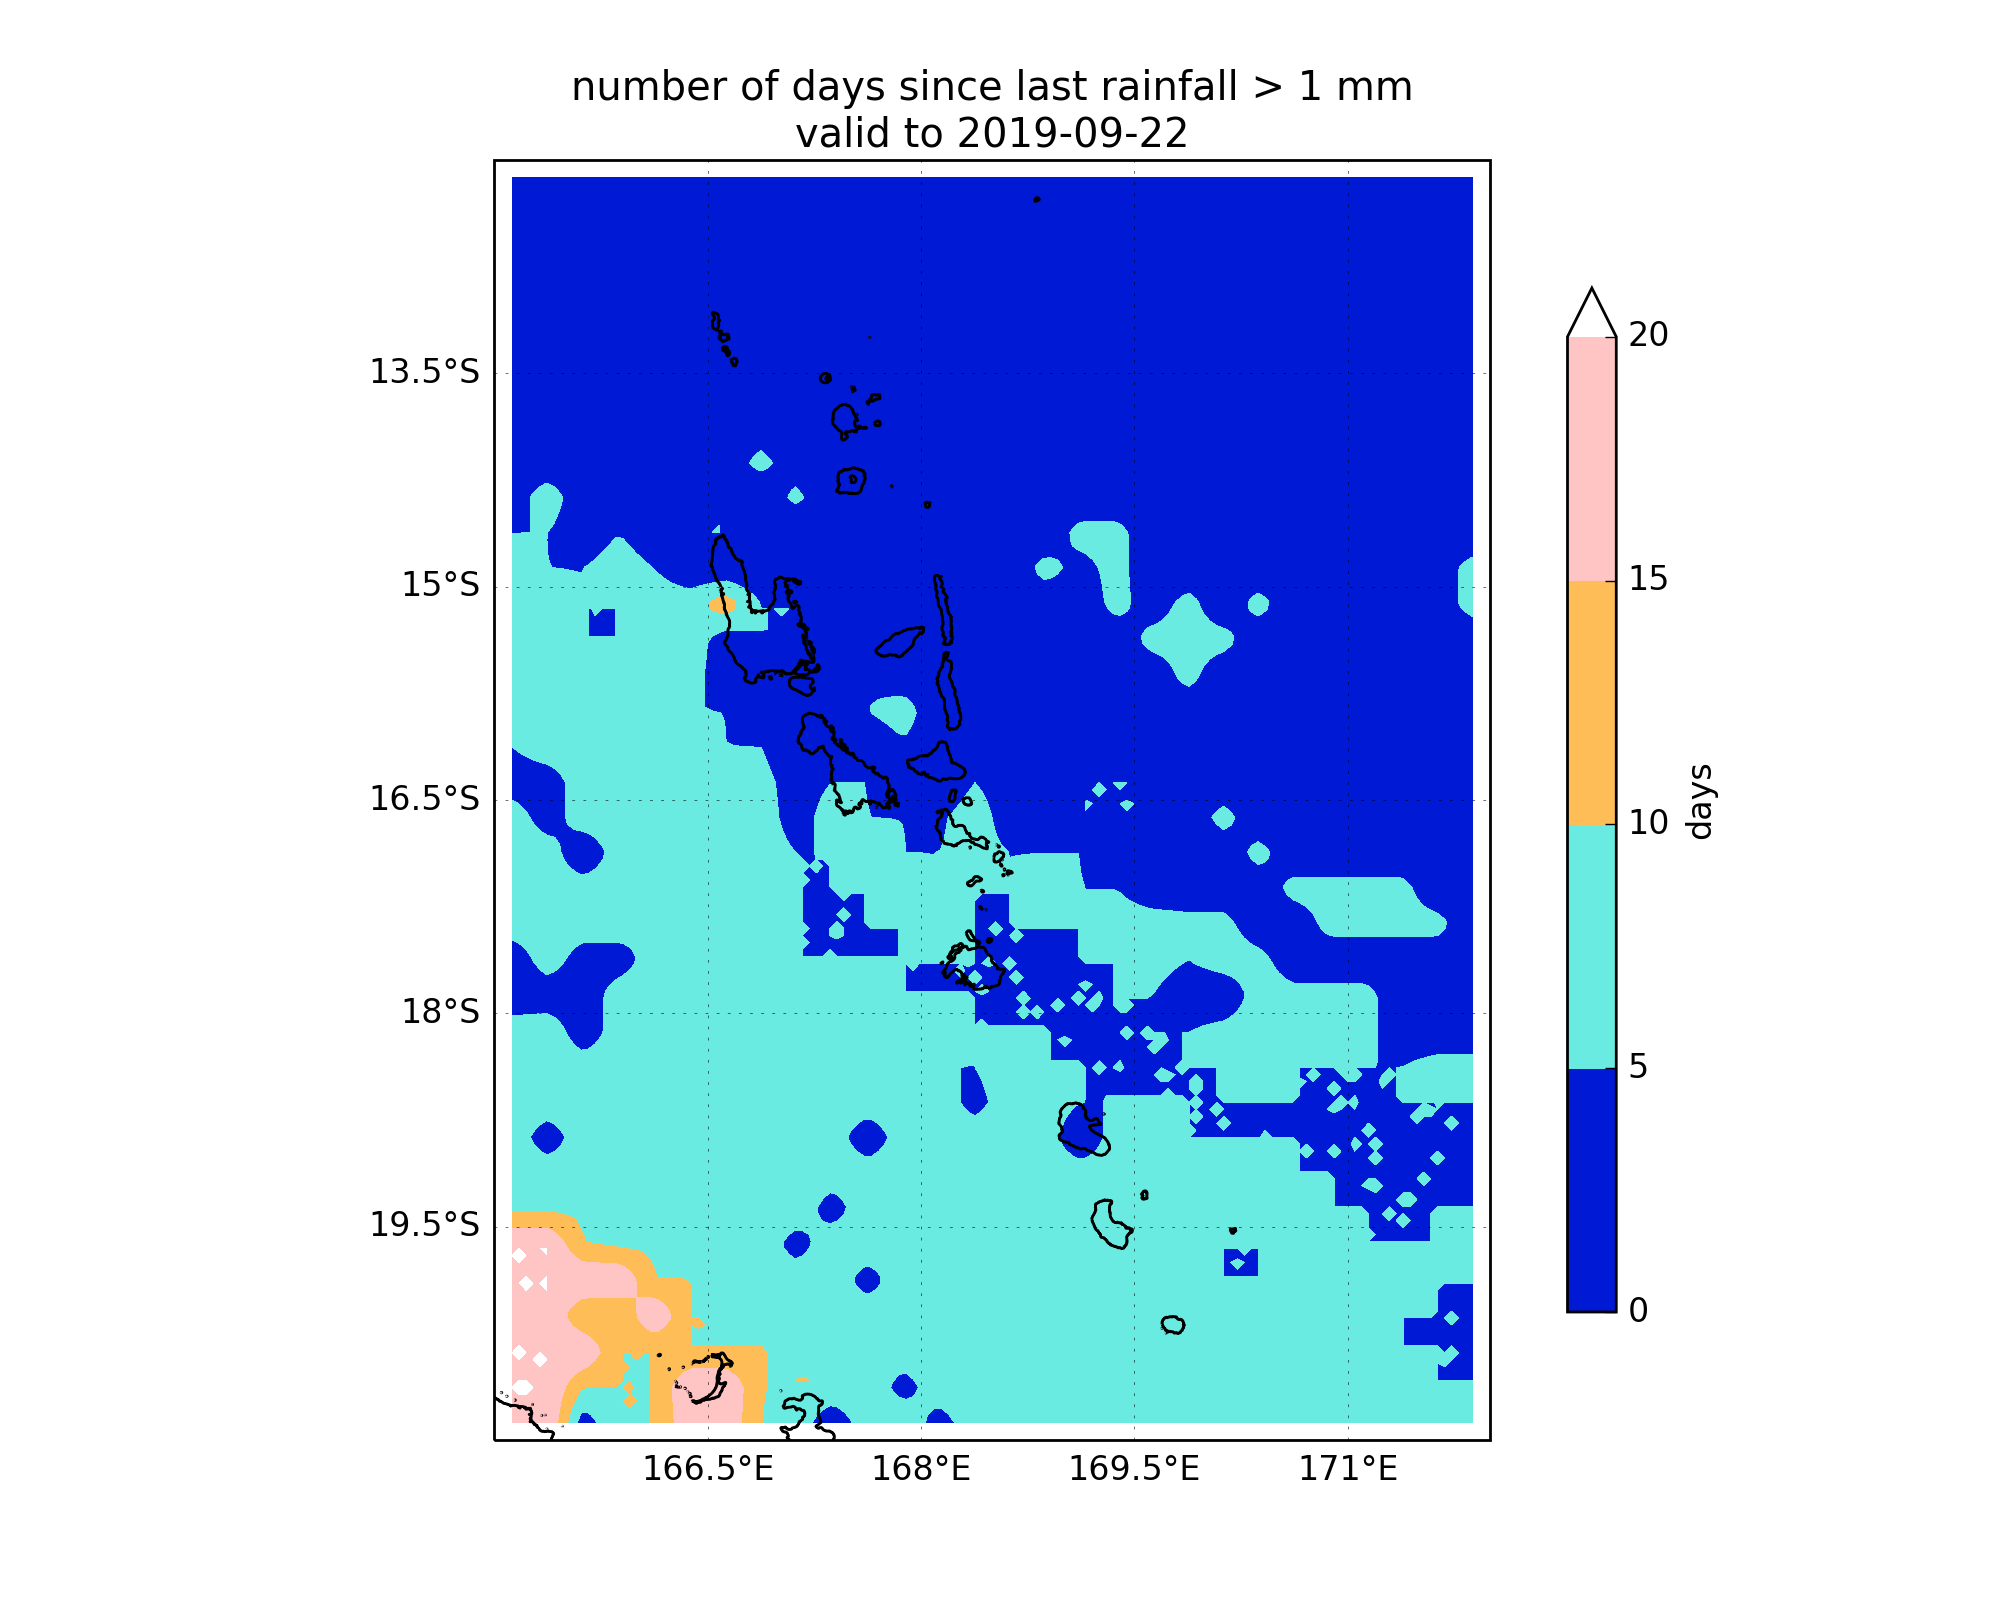 number of days since last rainfall > 1 mm
valid to 2019-09-22
13.5°S
15°S
16.5°S
18°S
19.5°S
166.5°E
168°E
169.5°E
171°E
20
15
10
5
0
days